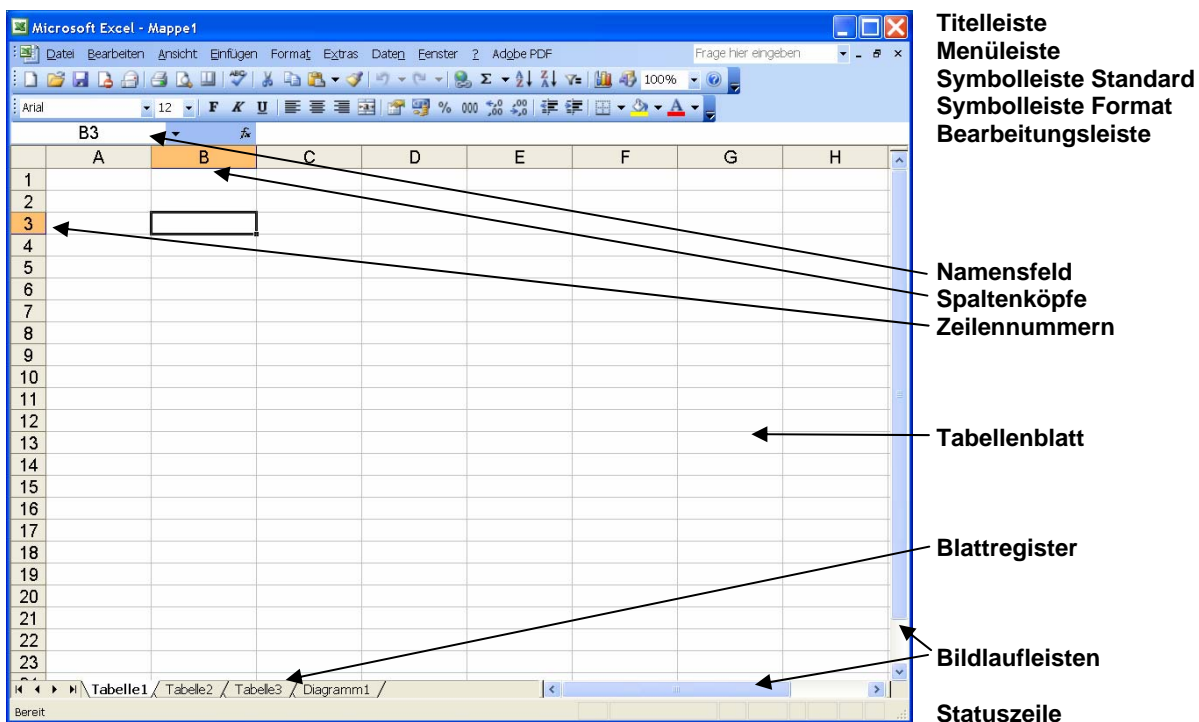 Microsoft Excel - Mappe1
Titelleiste
Datei Bearbeiten Ansicht Einfügen Format Extras Daten Fenster ? Adobe PDF Frage hier eingeben
Menüleiste
100%
Symbolleiste Standard
Arial 12 F K U % 000
Symbolleiste Format
B3 fx
Bearbeitungsleiste
A B C D E F G H
1
2
3
4
5
Namensfeld
6
Spaltenköpfe
7
Zeilennummern
8
9
10
11
12
13
Tabellenblatt
14
15
16
17
18
Blattregister
19
20
21
22
23
Bildlaufleisten
Tabelle1 / Tabelle2 / Tabelle3 / Diagramm1 /
Bereit
Statuszeile